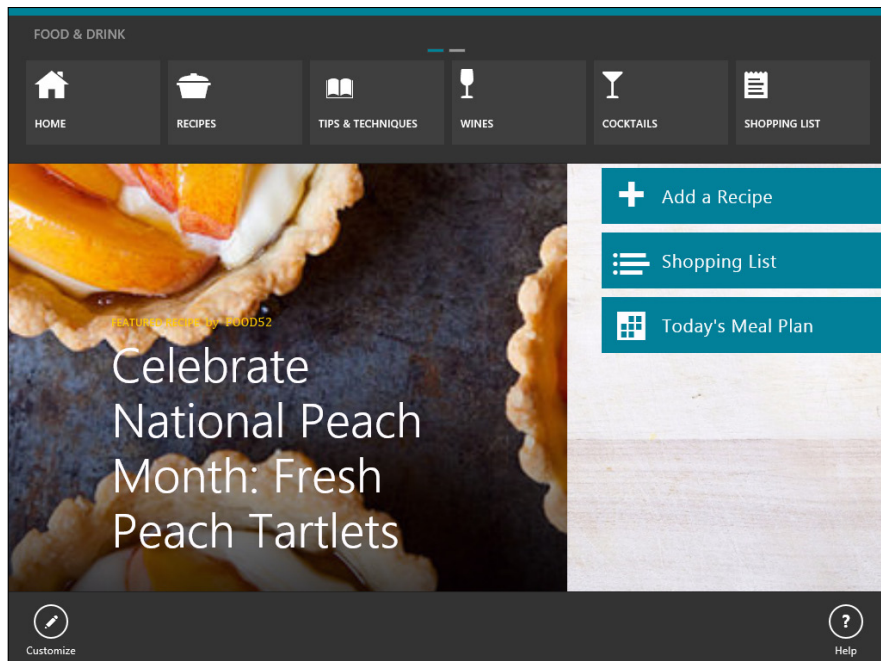 FOOD & DRINK
HOME
RECIPES
TIPS & TECHNIQUES
WINES
COCKTAILS
SHOPPING LIST
Add a Recipe
Shopping List
Today's Meal Plan
FEATURED RECIPE by FOOD52
Celebrate
National Peach
Month: Fresh
Peach Tartlets
Customize
?
Help